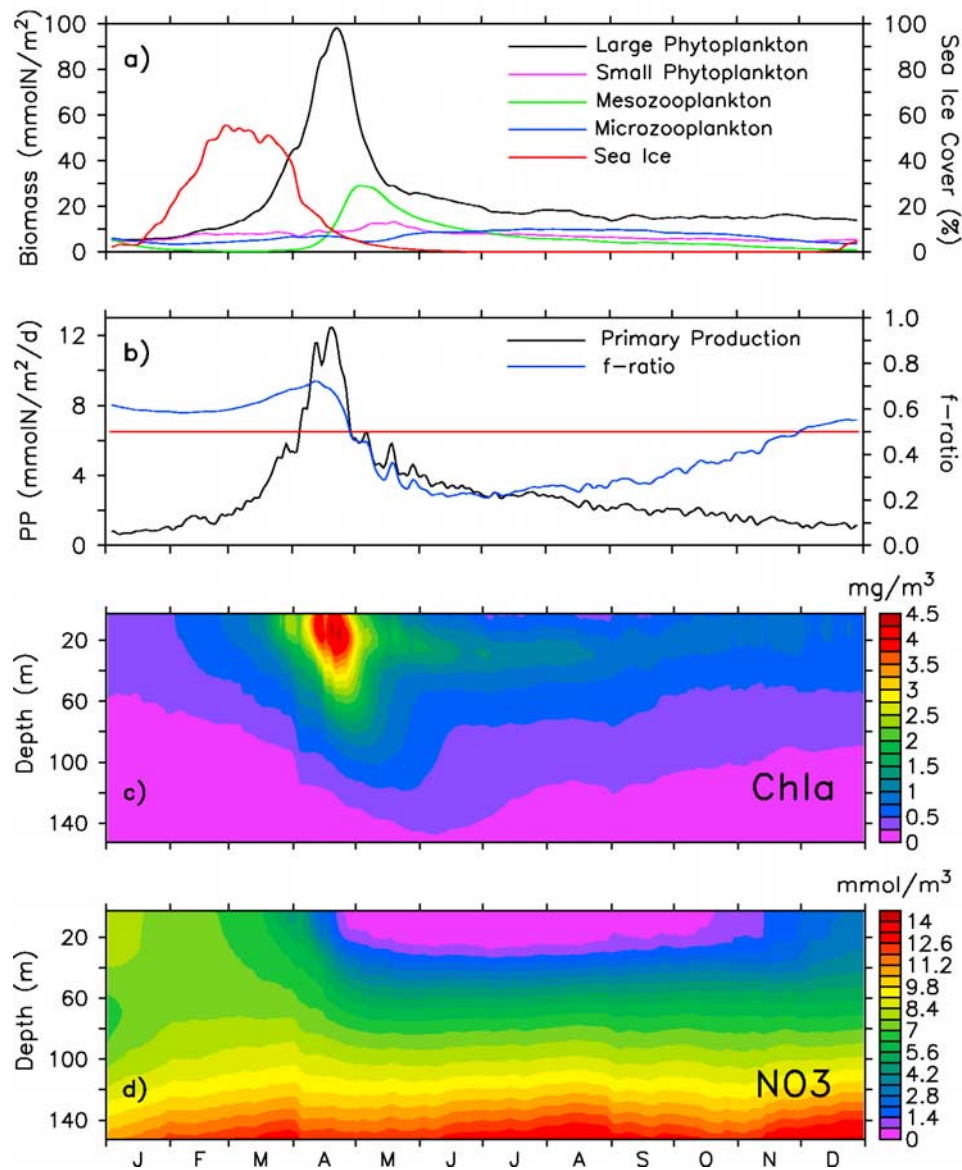 a)
Biomass (mmolN/m²)
100
80
60
40
20
0
Large Phytoplankton
Small Phytoplankton
Mesozooplankton
Microzooplankton
Sea Ice
100
80
60
40
20
0
Sea Ice
Cover (%)
b)
PP (mmolN/m²/d)
12
8
4
0
Primary Production
f-ratio
1.0
0.8
0.6
0.4
0.2
0.0
f-ratio
mg/m³
Depth (m)
20
60
100
140
c)
Chla
4.5
4
3.5
3
2.5
2
1.5
1
0.5
0
mmol/m³
Depth (m)
20
60
100
140
d)
NO3
14
12.6
11.2
9.8
8.4
7
5.6
4.2
2.8
1.4
0
J F M A M J J A S O N D